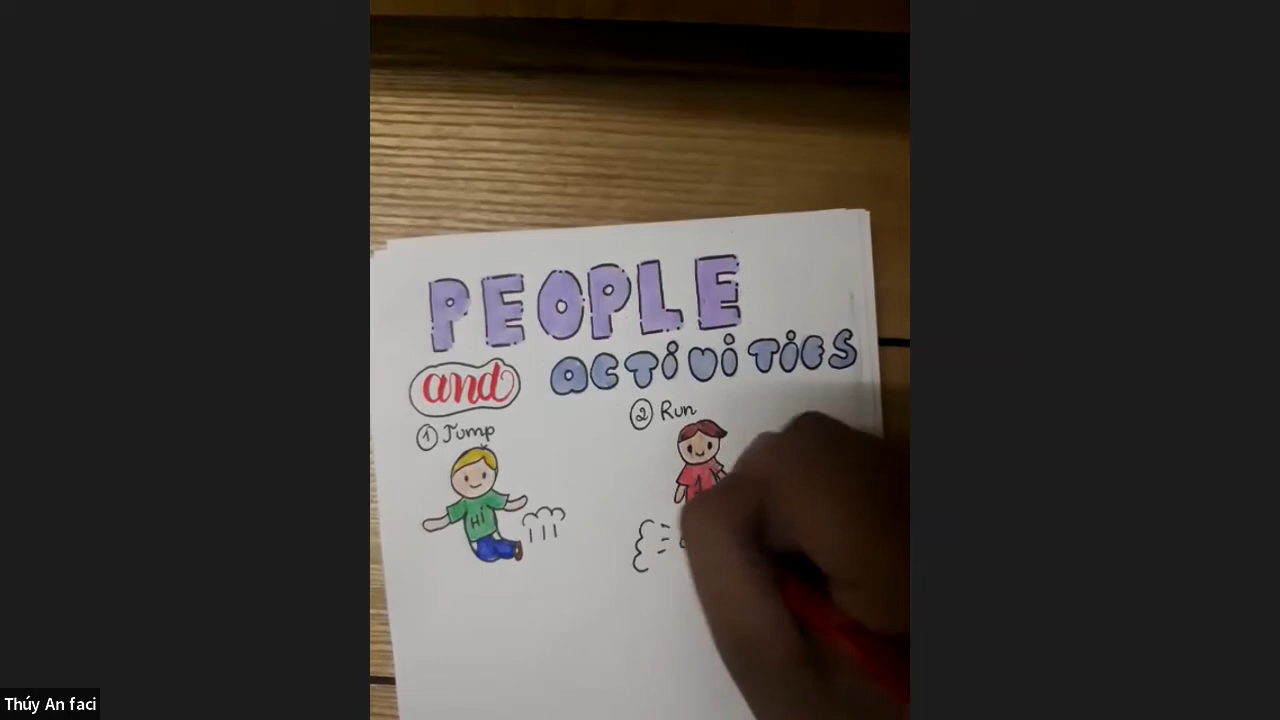 PEOPLE
and ACTIVITIES
1 Jump
2 Run
Hi
Thúy An faci